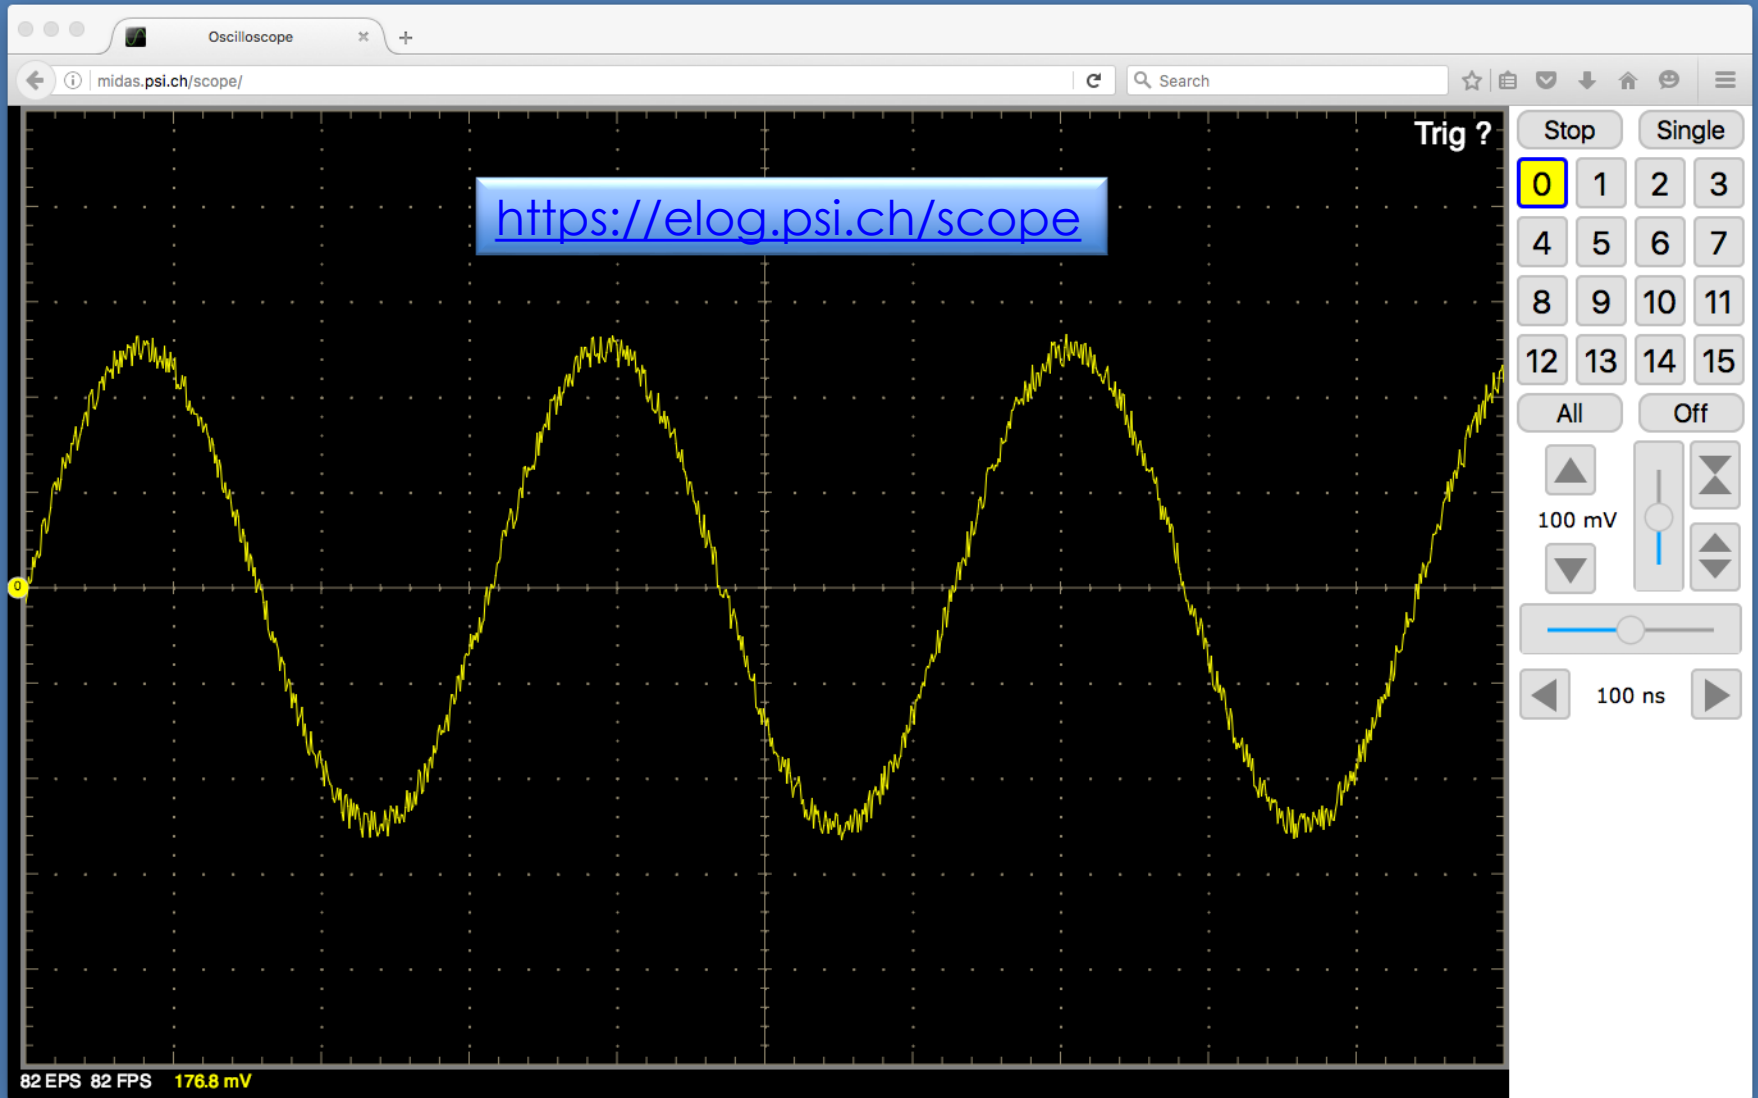 Oscilloscope
midas.psi.ch/scope/
Search
Trig ?
https://elog.psi.ch/scope
Stop Single
0 1 2 3
4 5 6 7
8 9 10 11
12 13 14 15
All Off
100 mV
0
100 ns
82 EPS 82 FPS 176.8 mV